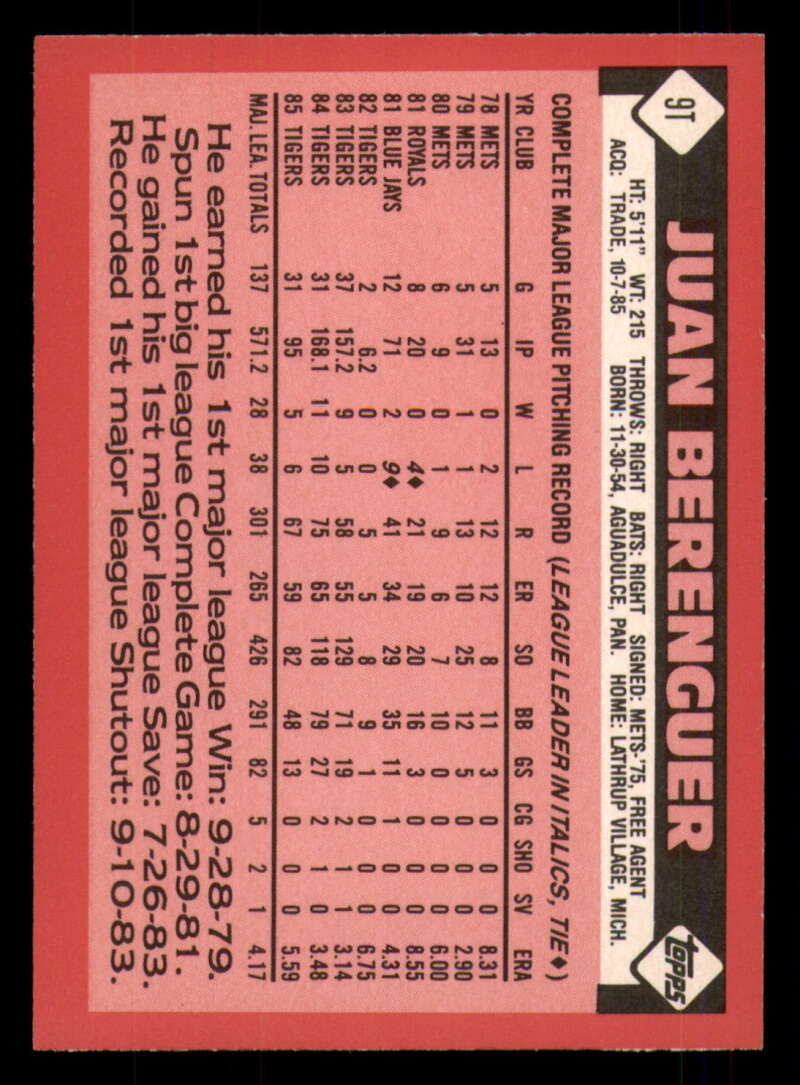 9T
JUAN BERENGUER
topps
HT: 5'11" WT: 215 THROWS: RIGHT BATS: RIGHT SIGNED: METS-'75, FREE AGENT
ACQ: TRADE, 10-7-85 BORN: 11-30-54, AGUADULCE, PAN. HOME: LATHRUP VILLAGE, MICH.
COMPLETE MAJOR LEAGUE PITCHING RECORD (LEAGUE LEADER IN ITALICS, TIE♦)
YR CLUB G IP W L R ER SO BB GS CG SHO SV ERA
78 METS 5 13 0 2 12 12 8 11 3 0 0 0 8.31
79 METS 5 31 1 1 13 10 25 12 5 0 0 0 2.90
80 METS 6 9 0 1 9 6 7 10 0 0 0 0 6.00
81 ROYALS 8 20 0 4♦ 21 19 20 16 3 0 0 0 8.55
81 BLUE JAYS 12 71 2 9♦ 41 34 29 35 11 1 0 0 4.31
82 TIGERS 2 6.2 0 0 5 5 8 9 1 0 0 0 6.75
83 TIGERS 37 157.2 9 5 58 55 129 71 19 2 1 1 3.14
84 TIGERS 31 168.1 11 10 75 65 118 79 27 2 1 0 3.48
85 TIGERS 31 95 5 6 67 59 82 48 13 0 0 0 5.59
MAJ. LEA. TOTALS 137 571.2 28 38 301 265 426 291 82 5 2 1 4.17
He earned his 1st major league Win: 9-28-79.
Spun 1st big league Complete Game: 8-29-81.
He gained his 1st major league Save: 7-26-83.
Recorded 1st major league Shutout: 9-10-83.